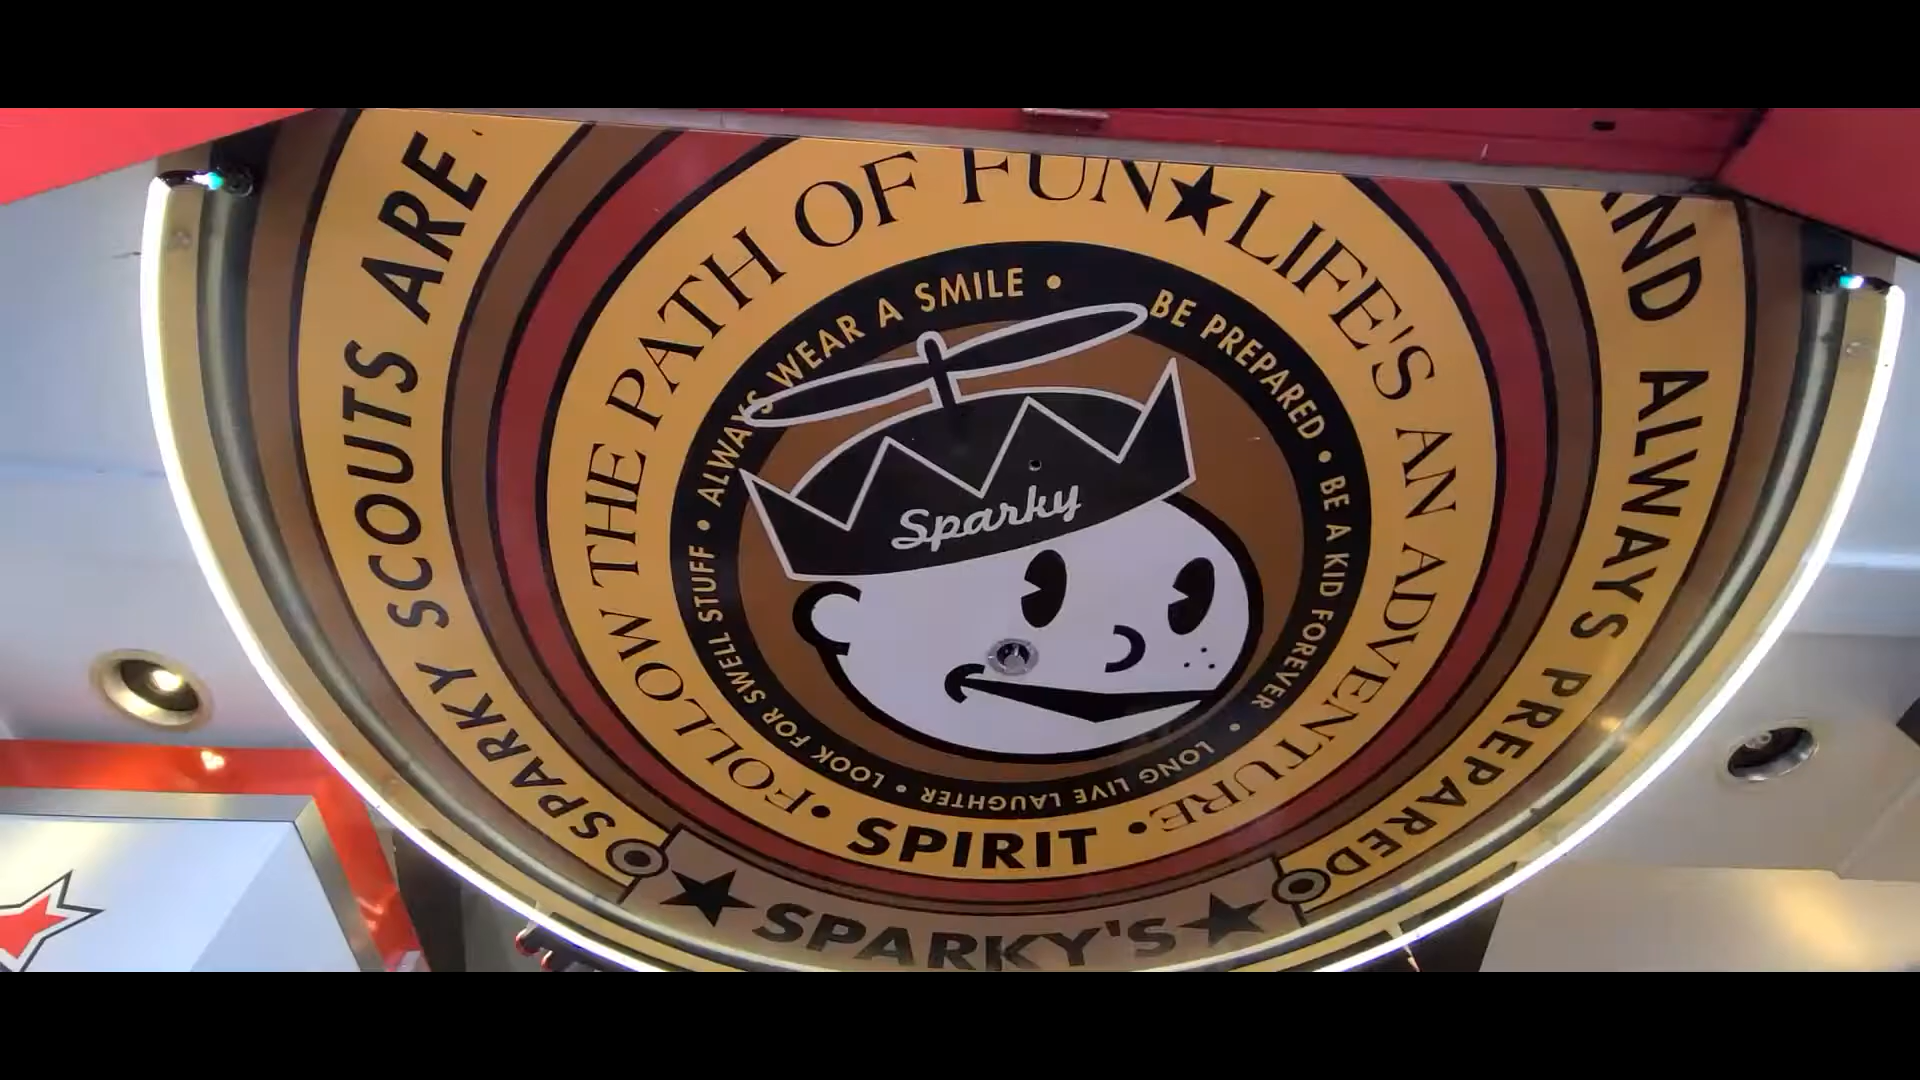 SPARKY SCOUTS ARE
AND ALWAYS PREPARED
• FOLLOW THE PATH OF FUN ★ LIFE'S AN ADVENTURE •
SPIRIT
★ SPARKY'S ★
ALWAYS WEAR A SMILE • BE PREPARED • BE A KID FOREVER • LONG LIVE LAUGHTER • LOOK FOR SWELL STUFF •
Sparky